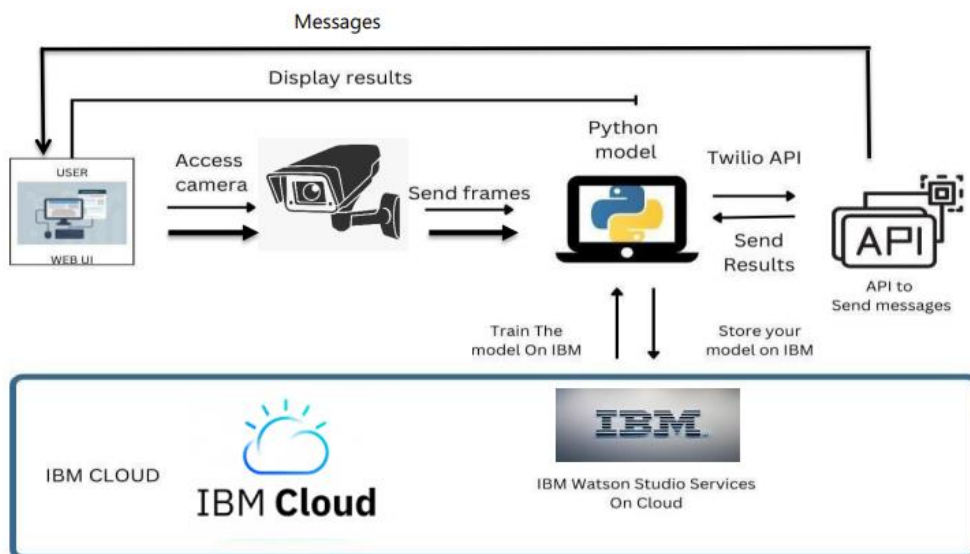 Messages
Display results
Python
model
Twilio API
USER
Access
camera
Send frames
WEB UI
Send
Results
API
API to
Send messages
Train The
model On IBM
Store your
model on IBM
IBM CLOUD
IBM Cloud
IBM
IBM Watson Studio Services
On Cloud